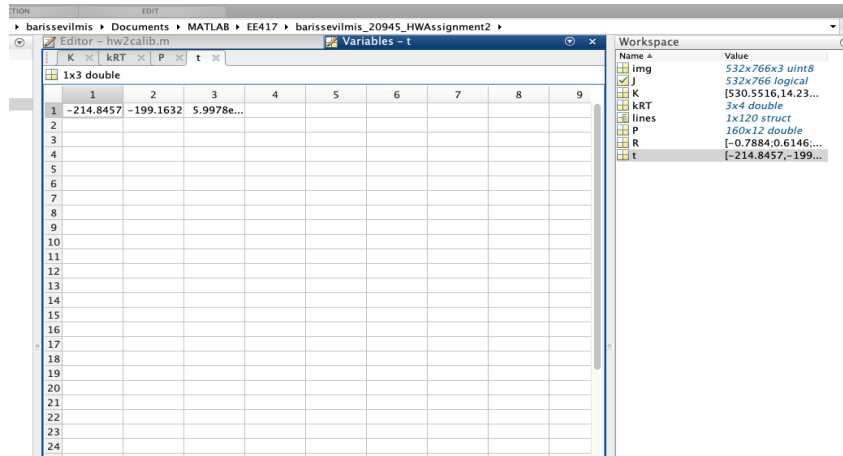 CTION EDIT
barissevilmis ▸ Documents ▸ MATLAB ▸ EE417 ▸ barissevilmis_20945_HWAssignment2 ▸
Editor – hw2calib.m Variables – t Workspace
K kRT P t Name Value
1x3 double
1 2 3 4 5 6 7 8 9
1 -214.8457 -199.1632 5.9978e...
2
3
4
5
6
7
8
9
10
11
12
13
14
15
16
17
18
19
20
21
22
23
24
img 532x766x3 uint8
J 532x766 logical
K [530.5516,14.23...
kRT 3x4 double
lines 1x120 struct
P 160x12 double
R [-0.7884;0.6146;...
t [-214.8457,-199...